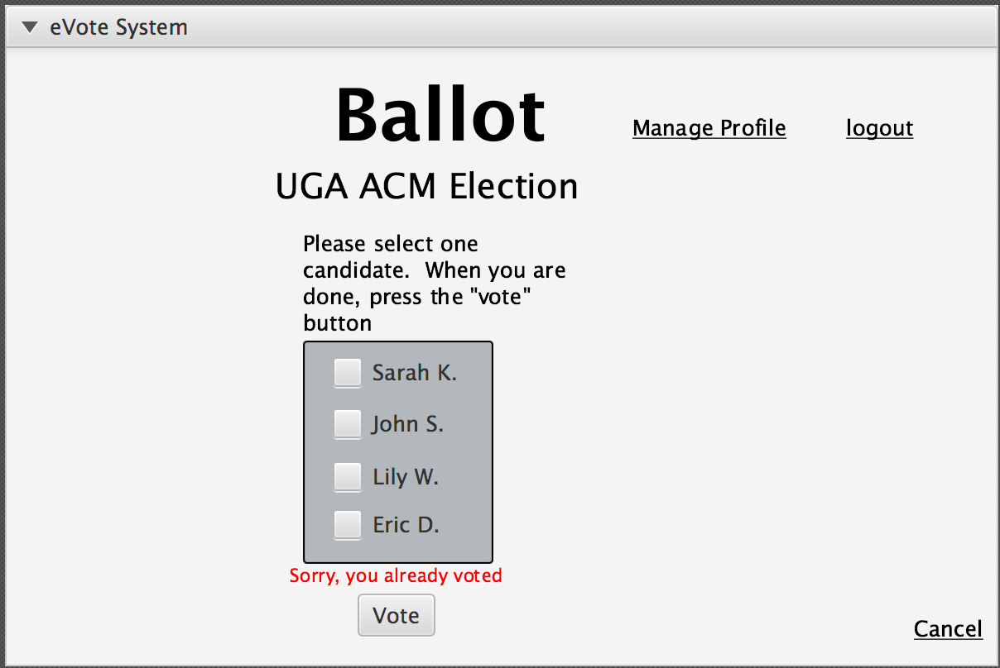 eVote System
Ballot
Manage Profile
logout
UGA ACM Election
Please select one
candidate.  When you are
done, press the "vote"
button
Sarah K.
John S.
Lily W.
Eric D.
Sorry, you already voted
Vote
Cancel